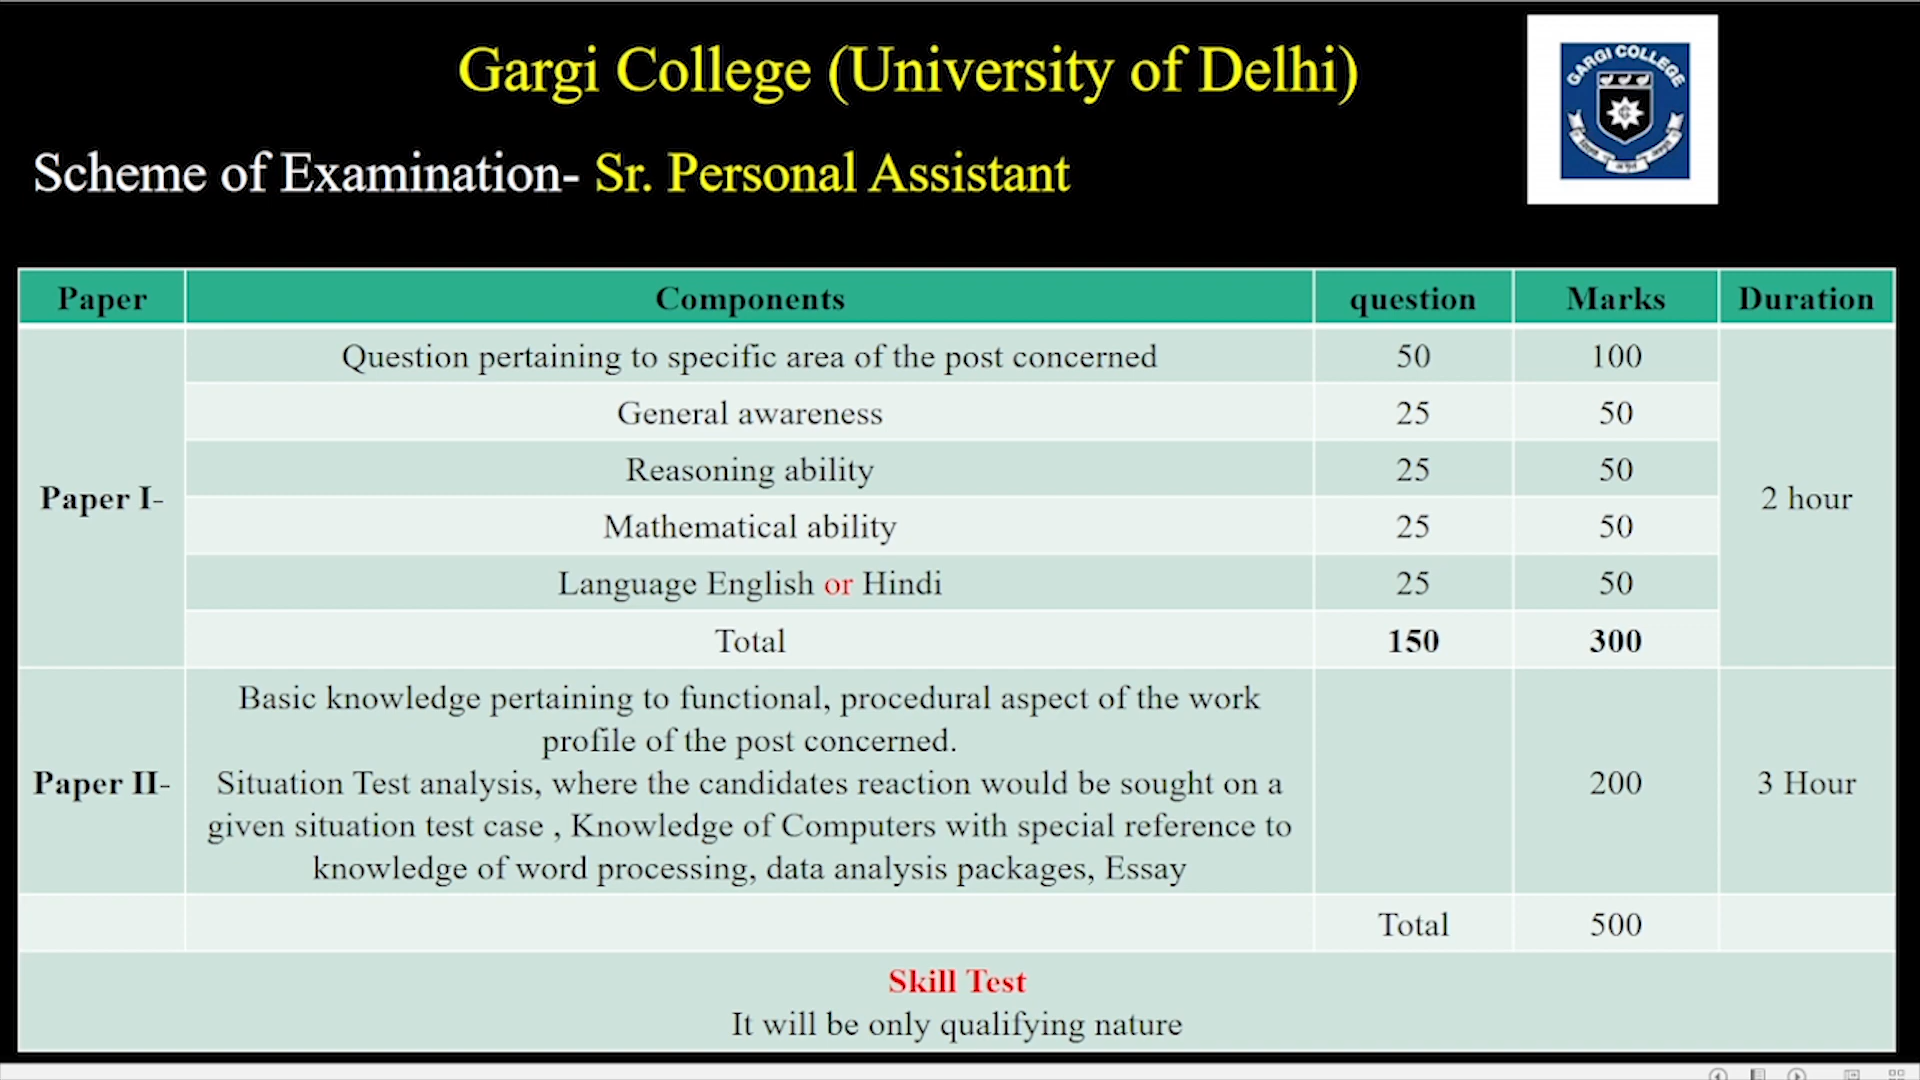 Gargi College (University of Delhi)
GARGI COLLEGE
Scheme of Examination- Sr. Personal Assistant
Paper Components question Marks Duration
Paper I-
Question pertaining to specific area of the post concerned 50 100
General awareness 25 50
Reasoning ability 25 50
Mathematical ability 25 50
Language English or Hindi 25 50
Total 150 300
2 hour
Paper II-
Basic knowledge pertaining to functional, procedural aspect of the work
profile of the post concerned.
Situation Test analysis, where the candidates reaction would be sought on a
given situation test case , Knowledge of Computers with special reference to
knowledge of word processing, data analysis packages, Essay
200
3 Hour
Total 500
Skill Test
It will be only qualifying nature